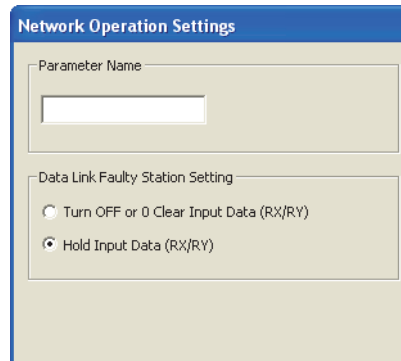 Network Operation Settings
Parameter Name
Data Link Faulty Station Setting
Turn OFF or 0 Clear Input Data (RX/RY)
Hold Input Data (RX/RY)